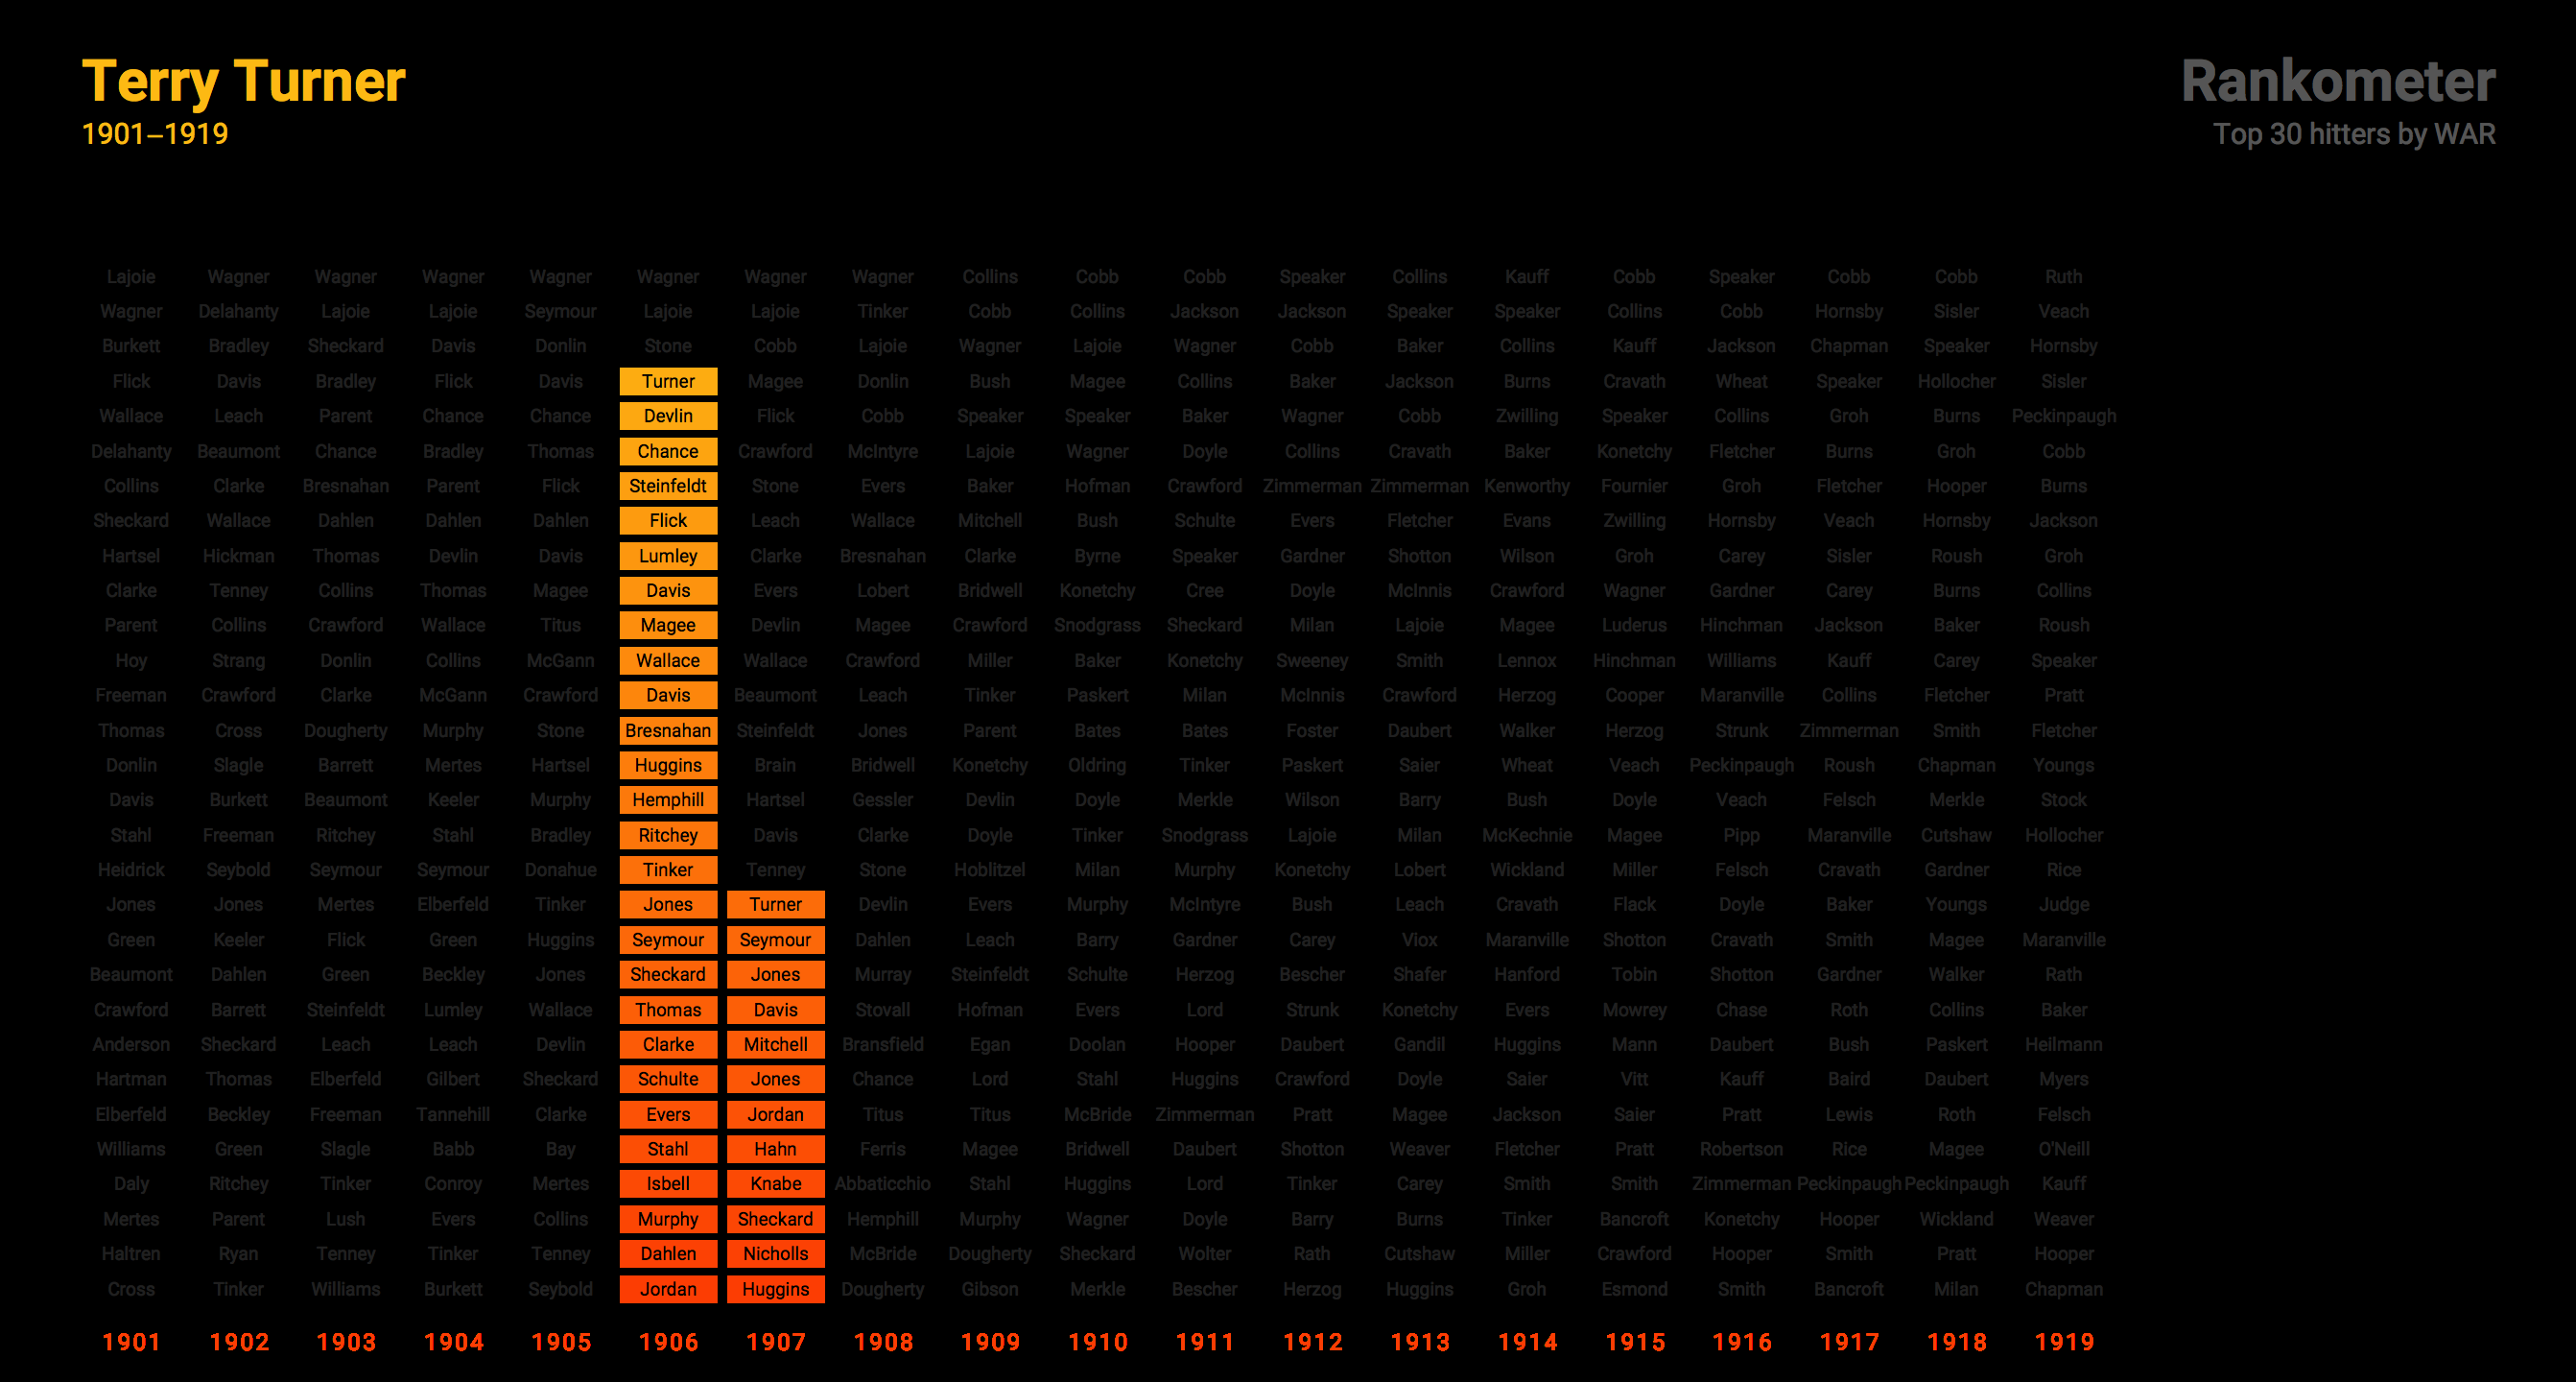 Terry Turner
1901–1919
Rankometer
Top 30 hitters by WAR
Lajoie Wagner Wagner Wagner Wagner Wagner Wagner Wagner Collins Cobb Cobb Speaker Collins Kauff Cobb Speaker Cobb Cobb Ruth
Wagner Delahanty Lajoie Lajoie Seymour Lajoie Lajoie Tinker Cobb Collins Jackson Jackson Speaker Speaker Collins Cobb Hornsby Sisler Veach
Burkett Bradley Sheckard Davis Donlin Stone Cobb Lajoie Wagner Lajoie Wagner Cobb Baker Collins Kauff Jackson Chapman Speaker Hornsby
Flick Davis Bradley Flick Davis Turner Magee Donlin Bush Magee Collins Baker Jackson Burns Cravath Wheat Speaker Hollocher Sisler
Wallace Leach Parent Chance Chance Devlin Flick Cobb Speaker Speaker Baker Wagner Cobb Zwilling Speaker Collins Groh Burns Peckinpaugh
Delahanty Beaumont Chance Bradley Thomas Chance Crawford McIntyre Lajoie Wagner Doyle Collins Cravath Baker Konetchy Fletcher Burns Groh Cobb
Collins Clarke Bresnahan Parent Flick Steinfeldt Stone Evers Baker Hofman Crawford Zimmerman Zimmerman Kenworthy Fournier Groh Fletcher Hooper Burns
Sheckard Wallace Dahlen Dahlen Dahlen Flick Leach Wallace Mitchell Bush Schulte Evers Fletcher Evans Zwilling Hornsby Veach Hornsby Jackson
Hartsel Hickman Thomas Devlin Davis Lumley Clarke Bresnahan Clarke Byrne Speaker Gardner Shotton Wilson Groh Carey Sisler Roush Groh
Clarke Tenney Collins Thomas Magee Davis Evers Lobert Bridwell Konetchy Cree Doyle McInnis Crawford Wagner Gardner Carey Burns Collins
Parent Collins Crawford Wallace Titus Magee Devlin Magee Crawford Snodgrass Sheckard Milan Lajoie Magee Luderus Hinchman Jackson Baker Roush
Hoy Strang Donlin Collins McGann Wallace Wallace Crawford Miller Baker Konetchy Sweeney Smith Lennox Hinchman Williams Kauff Carey Speaker
Freeman Crawford Clarke McGann Crawford Davis Beaumont Leach Tinker Paskert Milan McInnis Crawford Herzog Cooper Maranville Collins Fletcher Pratt
Thomas Cross Dougherty Murphy Stone Bresnahan Steinfeldt Jones Parent Bates Bates Foster Daubert Walker Herzog Strunk Zimmerman Smith Fletcher
Donlin Slagle Barrett Mertes Hartsel Huggins Brain Bridwell Konetchy Oldring Tinker Paskert Saier Wheat Veach Peckinpaugh Roush Chapman Youngs
Davis Burkett Beaumont Keeler Murphy Hemphill Hartsel Gessler Devlin Doyle Merkle Wilson Barry Bush Doyle Veach Felsch Merkle Stock
Stahl Freeman Ritchey Stahl Bradley Ritchey Davis Clarke Doyle Tinker Snodgrass Lajoie Milan McKechnie Magee Pipp Maranville Cutshaw Hollocher
Heidrick Seybold Seymour Seymour Donahue Tinker Tenney Stone Hoblitzel Milan Murphy Konetchy Lobert Wickland Miller Felsch Cravath Gardner Rice
Jones Jones Mertes Elberfeld Tinker Jones Turner Devlin Evers Murphy McIntyre Bush Leach Cravath Flack Doyle Baker Youngs Judge
Green Keeler Flick Green Huggins Seymour Seymour Dahlen Leach Barry Gardner Carey Viox Maranville Shotton Cravath Smith Magee Maranville
Beaumont Dahlen Green Beckley Jones Sheckard Jones Murray Steinfeldt Schulte Herzog Bescher Shafer Hanford Tobin Shotton Gardner Walker Rath
Crawford Barrett Steinfeldt Lumley Wallace Thomas Davis Stovall Hofman Evers Lord Strunk Konetchy Evers Mowrey Chase Roth Collins Baker
Anderson Sheckard Leach Leach Devlin Clarke Mitchell Bransfield Egan Doolan Hooper Daubert Gandil Huggins Mann Daubert Bush Paskert Heilmann
Hartman Thomas Elberfeld Gilbert Sheckard Schulte Jones Chance Lord Stahl Huggins Crawford Doyle Saier Vitt Kauff Baird Daubert Myers
Elberfeld Beckley Freeman Tannehill Clarke Evers Jordan Titus Titus McBride Zimmerman Pratt Magee Jackson Saier Pratt Lewis Roth Felsch
Williams Green Slagle Babb Bay Stahl Hahn Ferris Magee Bridwell Daubert Shotton Weaver Fletcher Pratt Robertson Rice Magee O'Neill
Daly Ritchey Tinker Conroy Mertes Isbell Knabe Abbaticchio Stahl Huggins Lord Tinker Carey Smith Smith Zimmerman Peckinpaugh Peckinpaugh Kauff
Mertes Parent Lush Evers Collins Murphy Sheckard Hemphill Murphy Wagner Doyle Barry Burns Tinker Bancroft Konetchy Hooper Wickland Weaver
Haltren Ryan Tenney Tinker Tenney Dahlen Nicholls McBride Dougherty Sheckard Wolter Rath Cutshaw Miller Crawford Hooper Smith Pratt Hooper
Cross Tinker Williams Burkett Seybold Jordan Huggins Dougherty Gibson Merkle Bescher Herzog Huggins Groh Esmond Smith Bancroft Milan Chapman
1901 1902 1903 1904 1905 1906 1907 1908 1909 1910 1911 1912 1913 1914 1915 1916 1917 1918 1919